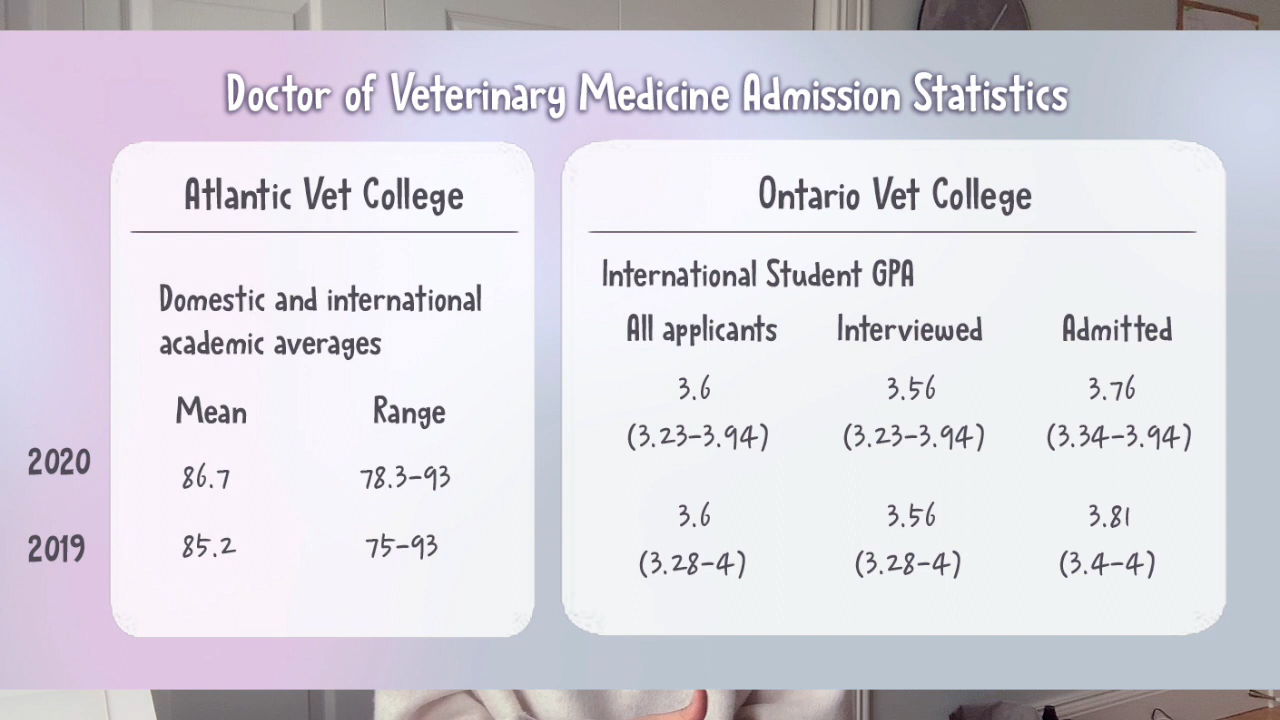 Doctor of Veterinary Medicine Admission Statistics
Atlantic Vet College
Domestic and international
academic averages
Mean Range
2020 86.7 78.3-93
2019 85.2 75-93
Ontario Vet College
International Student GPA
All applicants Interviewed Admitted
3.6 3.56 3.76
(3.23-3.94) (3.23-3.94) (3.34-3.94)
3.6 3.56 3.81
(3.28-4) (3.28-4) (3.4-4)